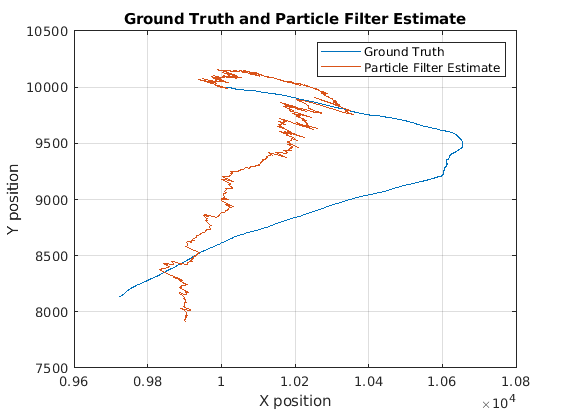 Ground Truth and Particle Filter Estimate
10500
Ground Truth
Particle Filter Estimate
10000
9500
9000
8500
8000
7500
Y position
0.96 0.98 1 1.02 1.04 1.06 1.08
X position
×10⁴